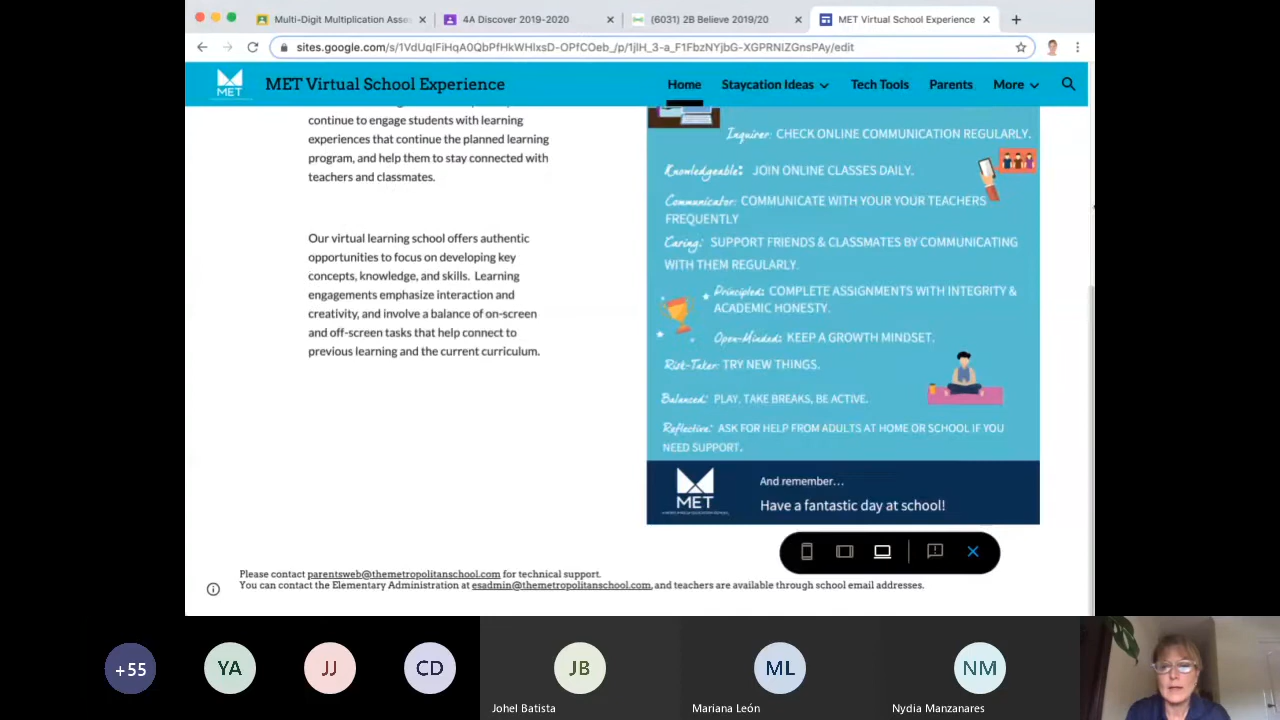 Multi-Digit Multiplication Asse
4A Discover 2019-2020
(6031) 2B Believe 2019/20
MET Virtual School Experience
MET
MET Virtual School Experience
Home
Staycation Ideas
Tech Tools
Parents
More
continue to engage students with learning
experiences that continue the planned learning
program, and help them to stay connected with
teachers and classmates.
Our virtual learning school offers authentic
opportunities to focus on developing key
concepts, knowledge, and skills. Learning
engagements emphasize interaction and
creativity, and involve a balance of on-screen
and off-screen tasks that help connect to
previous learning and the current curriculum.
Inquirer: CHECK ONLINE COMMUNICATION REGULARLY.
Knowledgeable: JOIN ONLINE CLASSES DAILY.
Communicator: COMMUNICATE WITH YOUR YOUR TEACHERS
FREQUENTLY
Caring: SUPPORT FRIENDS & CLASSMATES BY COMMUNICATING
WITH THEM REGULARLY.
Principled: COMPLETE ASSIGNMENTS WITH INTEGRITY &
ACADEMIC HONESTY.
Open-Minded: KEEP A GROWTH MINDSET.
Risk-Taker: TRY NEW THINGS.
Balanced: PLAY, TAKE BREAKS, BE ACTIVE.
Reflective: ASK FOR HELP FROM ADULTS AT HOME OR SCHOOL IF YOU
NEED SUPPORT.
MET
And remember...
Have a fantastic day at school!
Please contact parentsweb@themetropolitanschool.com for technical support.
You can contact the Elementary Administration at esadmin@themetropolitanschool.com, and teachers are available through school email addresses.
+55
YA
JJ
CD
JB
Johel Batista
ML
Mariana León
NM
Nydia Manzanares